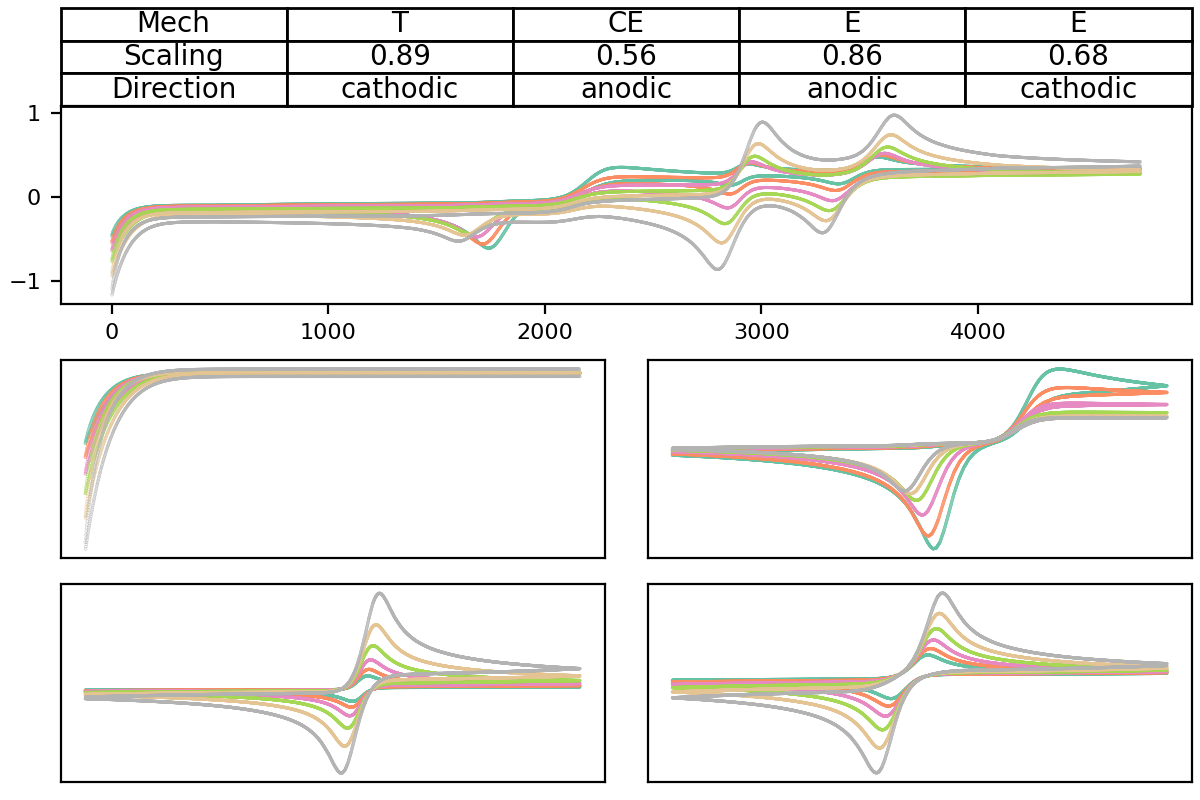 Mech T CE E E
Scaling 0.89 0.56 0.86 0.68
Direction cathodic anodic anodic cathodic
1
0
−1
0 1000 2000 3000 4000